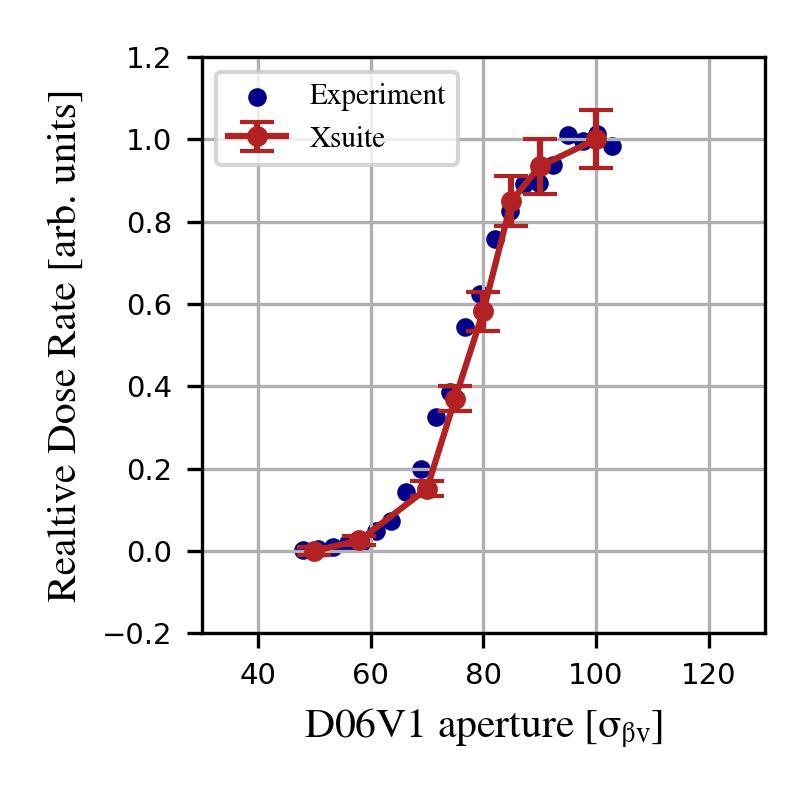 Experiment
Xsuite
1.2
1.0
0.8
0.6
0.4
0.2
0.0
−0.2
Realtive Dose Rate [arb. units]
40 60 80 100 120
D06V1 aperture [σβv]